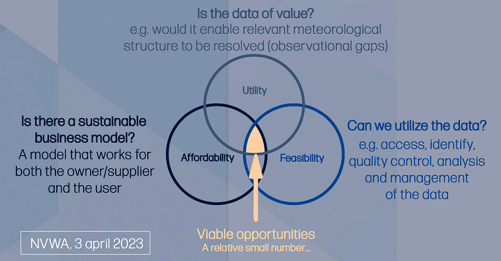 Is the data of value?
e.g. would it enable relevant meteorological
structure to be resolved (observational gaps)
Utility
Is there a sustainable
business model?
A model that works for
both the owner/supplier
and the user
Affordability
Feasibility
Can we utilize the data?
e.g. access, identify,
quality control, analysis
and management
of the data
Viable opportunities
A relative small number...
NVWA, 3 april 2023